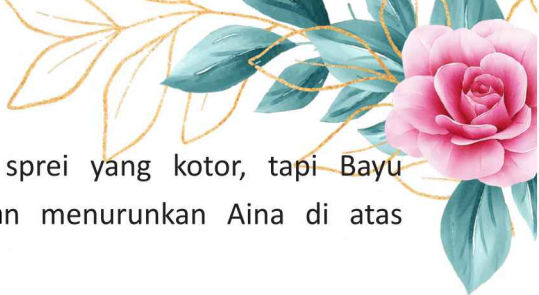 sprei yang kotor, tapi Bayu
menurunkan Aina di atas